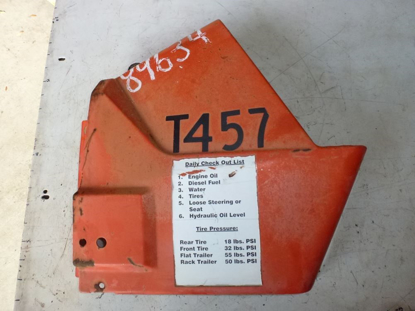 89634
T457
Daily Check Out List
1. Engine Oil
2. Diesel Fuel
3. Water
4. Tires
5. Loose Steering or
Seat
6. Hydraulic Oil Level
Tire Pressure:
Rear Tire 18 lbs. PSI
Front Tire 32 lbs. PSI
Flat Trailer 55 lbs. PSI
Rack Trailer 50 lbs. PSI